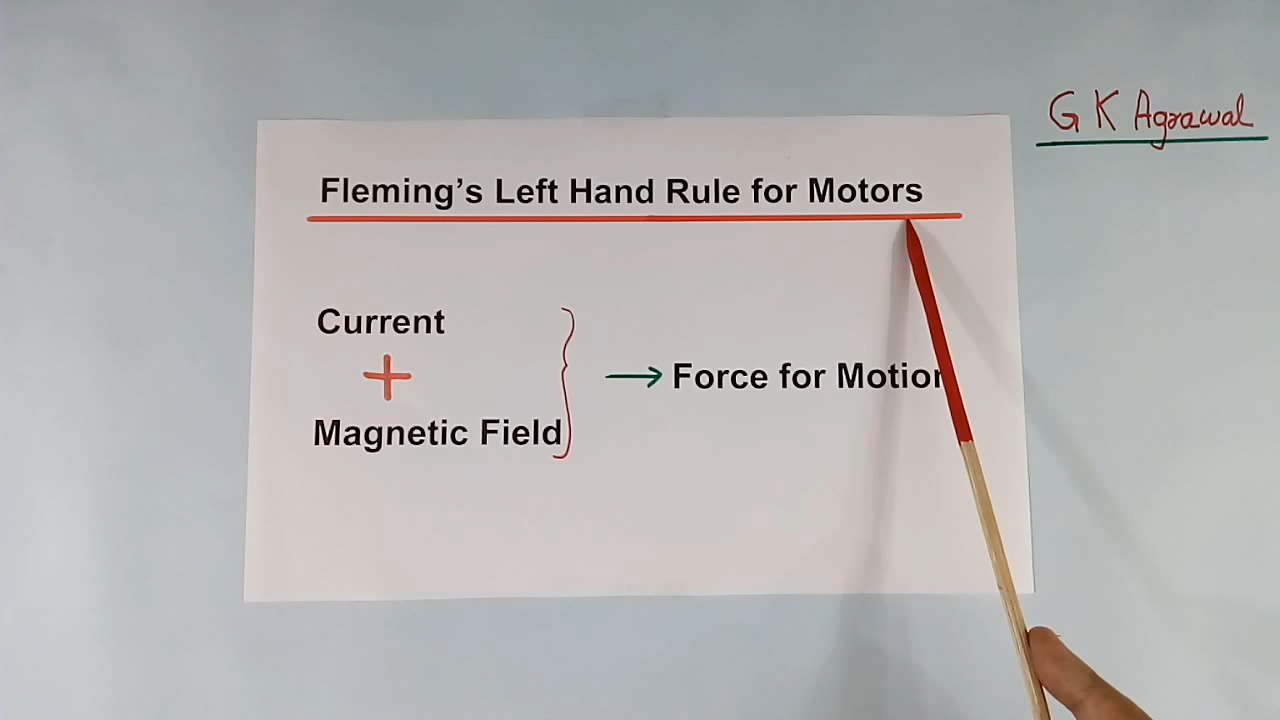 G K Agrawal
Fleming’s Left Hand Rule for Motors
Current
+
Magnetic Field
→ Force for Motion